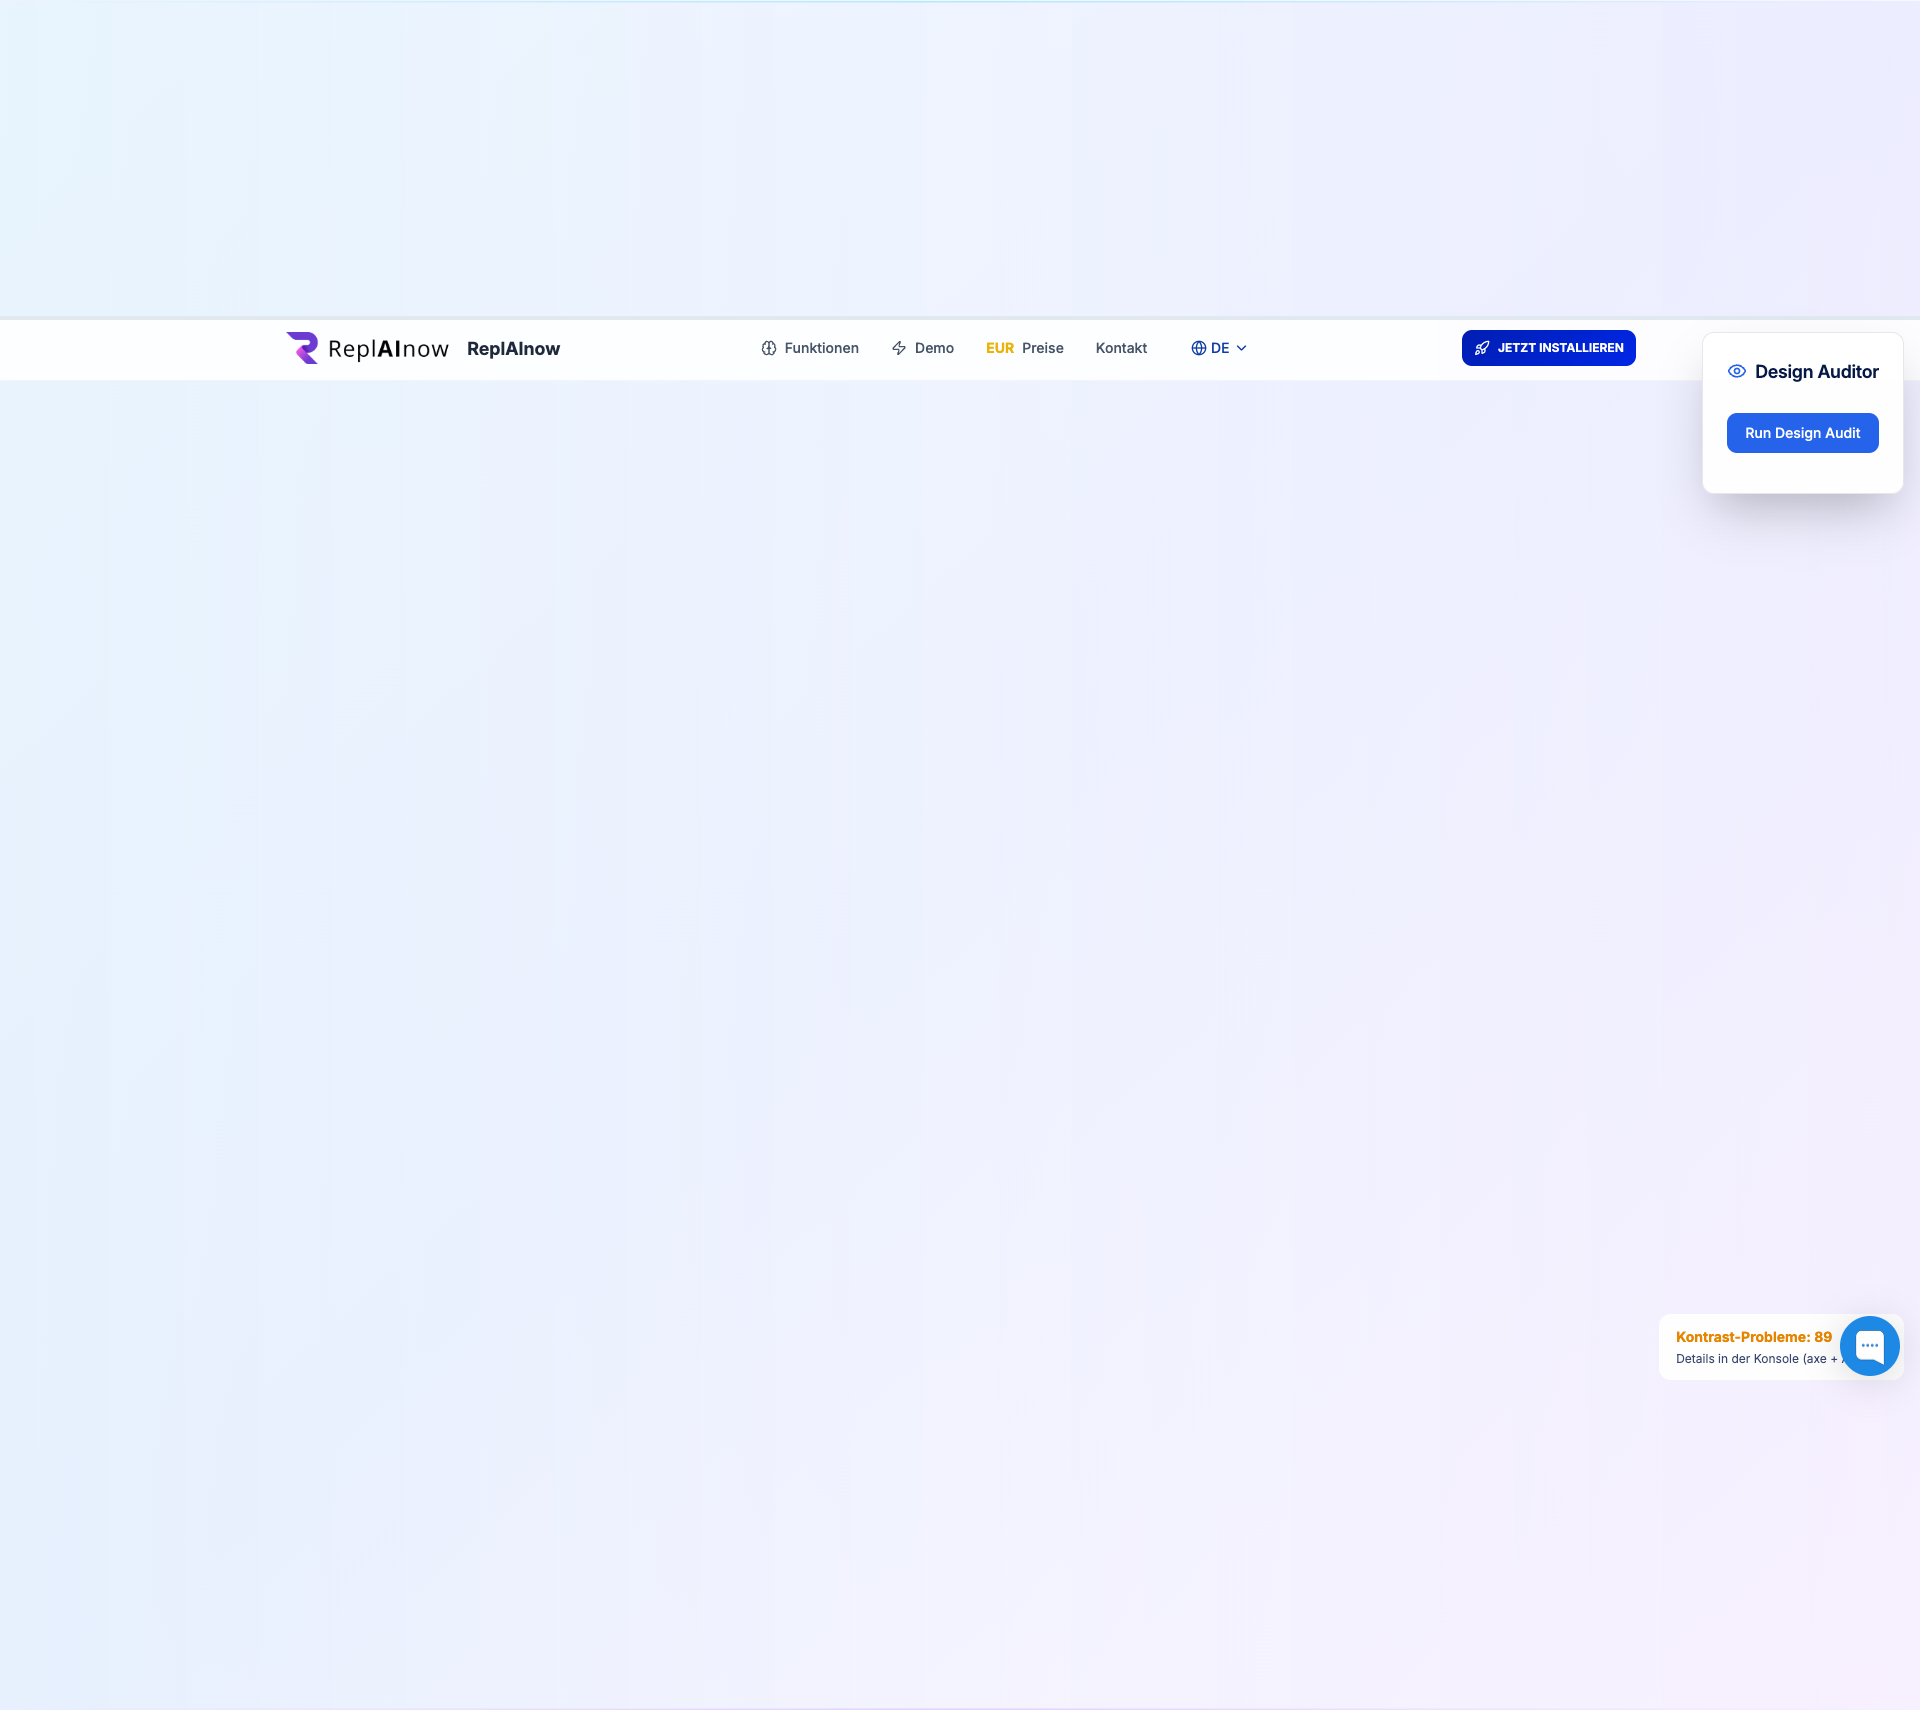 ReplAInow ReplAInow Funktionen Demo EUR Preise Kontakt DE JETZT INSTALLIEREN
Design Auditor
Run Design Audit
Kontrast-Probleme: 89
Details in der Konsole (axe +